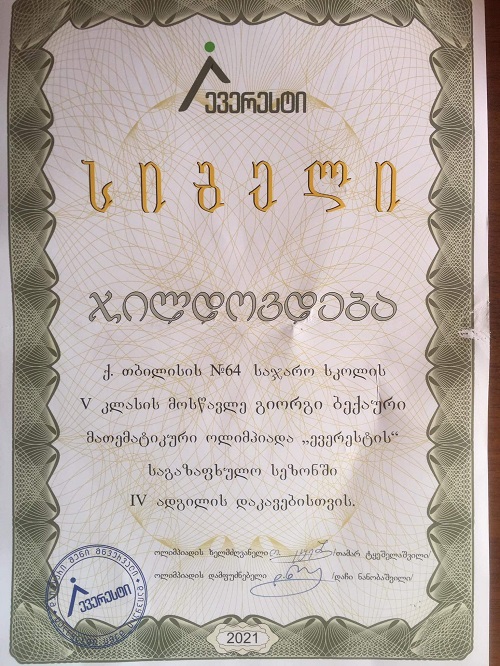 ევერესტი
სიგელი
ჯილდოვდება
ქ. თბილისის №64 საჯარო სკოლის
V კლასის მოსწავლე გიორგი ბექაური
მათემატიკური ოლიმპიადა „ევერესტის“
საგაზაფხულო სეზონში
IV ადგილის დაკავებისთვის.
ოლიმპიადის ხელმძღვანელი /თამარ ტყეშელაშვილი/
ოლიმპიადის დამფუძნებელი /დაჩი ნანობაშვილი/
ევერესტი
2021